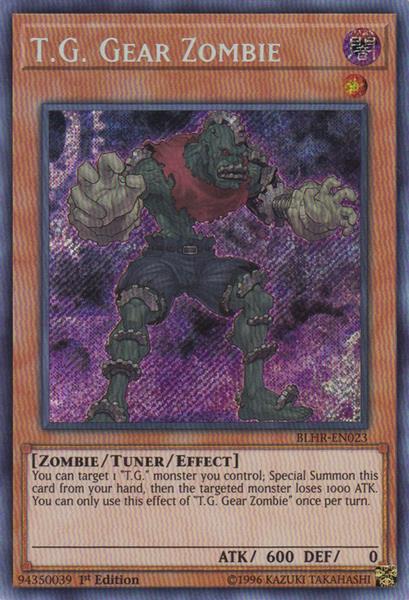 T.G. Gear Zombie
闇
BLHR-EN023
[Zombie/Tuner/Effect]
You can target 1 "T.G." monster you control; Special Summon this
card from your hand, then the targeted monster loses 1000 ATK.
You can only use this effect of "T.G. Gear Zombie" once per turn.
ATK/ 600 DEF/ 0
94350039 1st Edition ©1996 KAZUKI TAKAHASHI